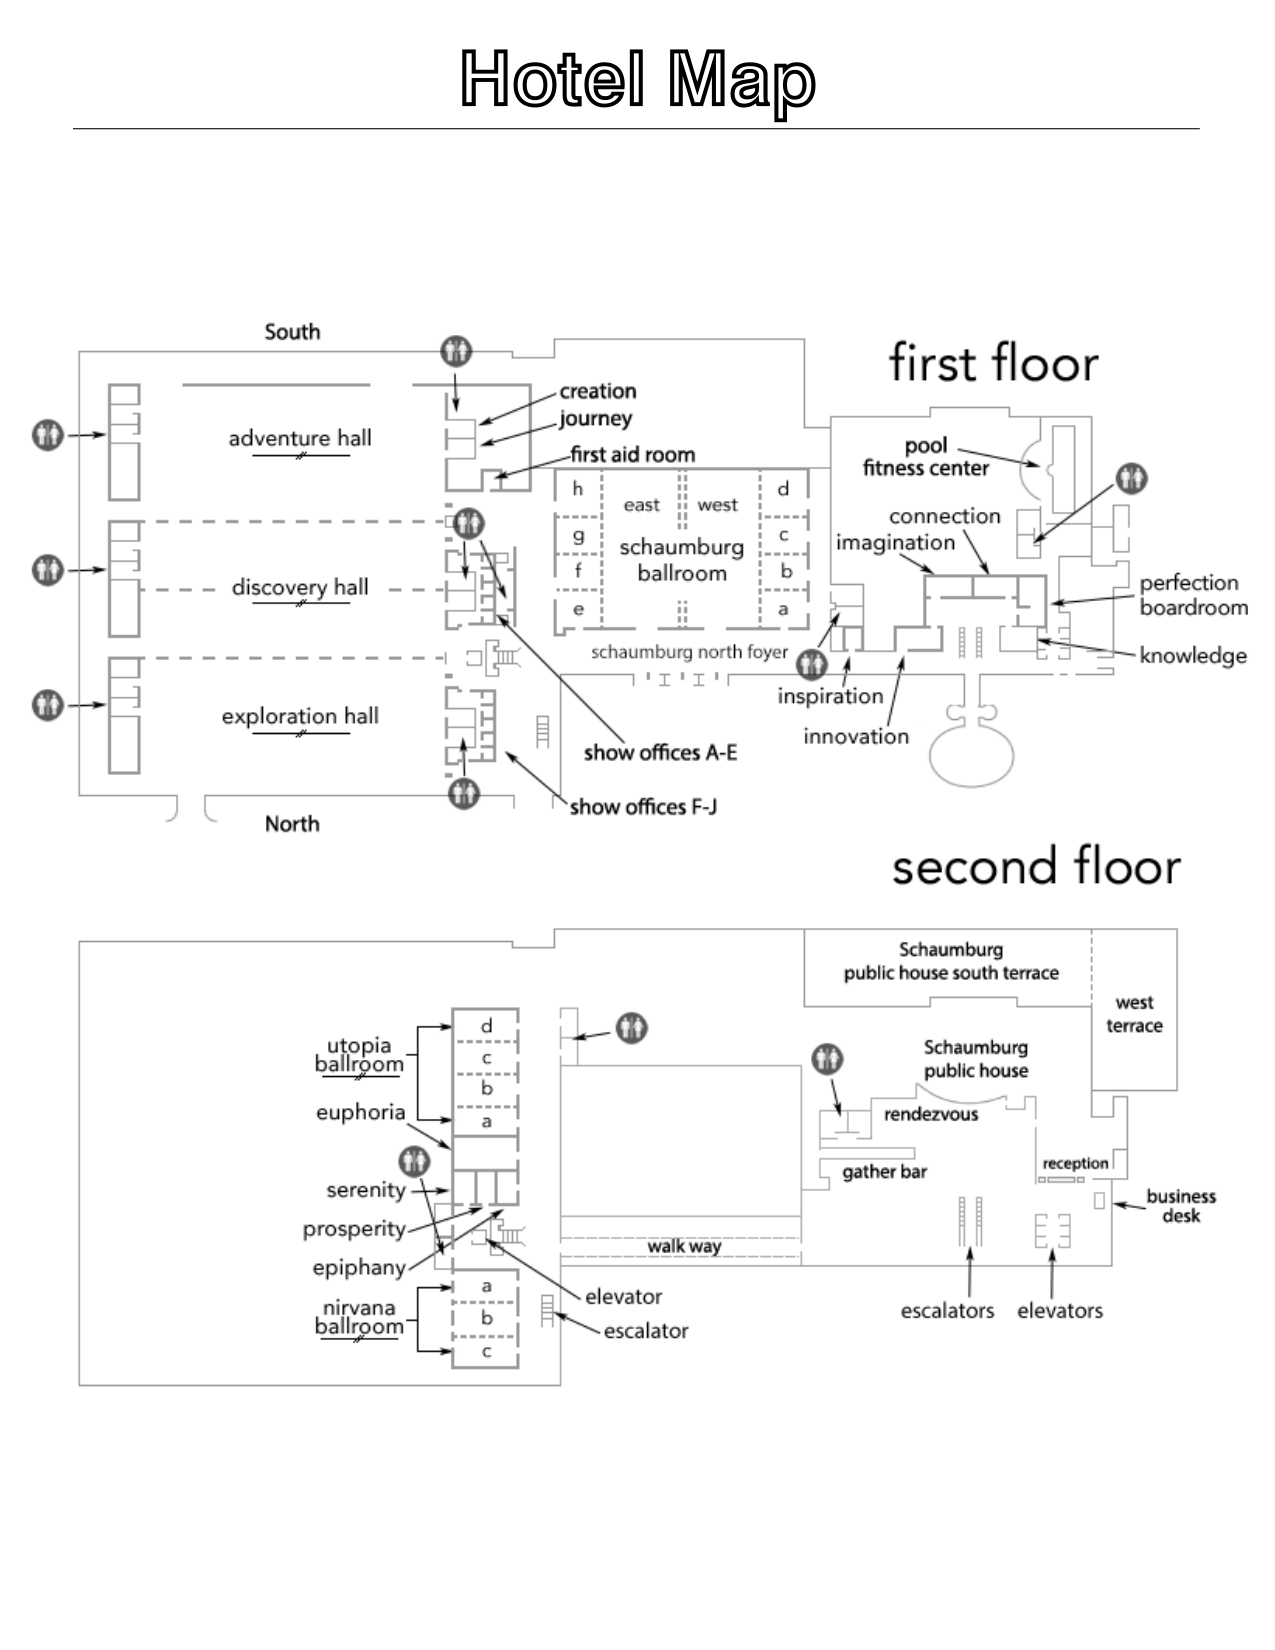 Hotel Map
South
first floor
creation
journey
adventure hall
first aid room
pool
fitness center
h
east
west
d
g
c
schaumburg
ballroom
f
b
e
a
connection
imagination
discovery hall
perfection
boardroom
schaumburg north foyer
knowledge
inspiration
exploration hall
innovation
show offices A-E
show offices F-J
North
second floor
Schaumburg
public house south terrace
west
terrace
utopia
ballroom
d
c
b
a
Schaumburg
public house
euphoria
rendezvous
gather bar
reception
serenity
business
desk
prosperity
walk way
epiphany
elevator
nirvana
ballroom
a
b
c
escalator
escalators
elevators